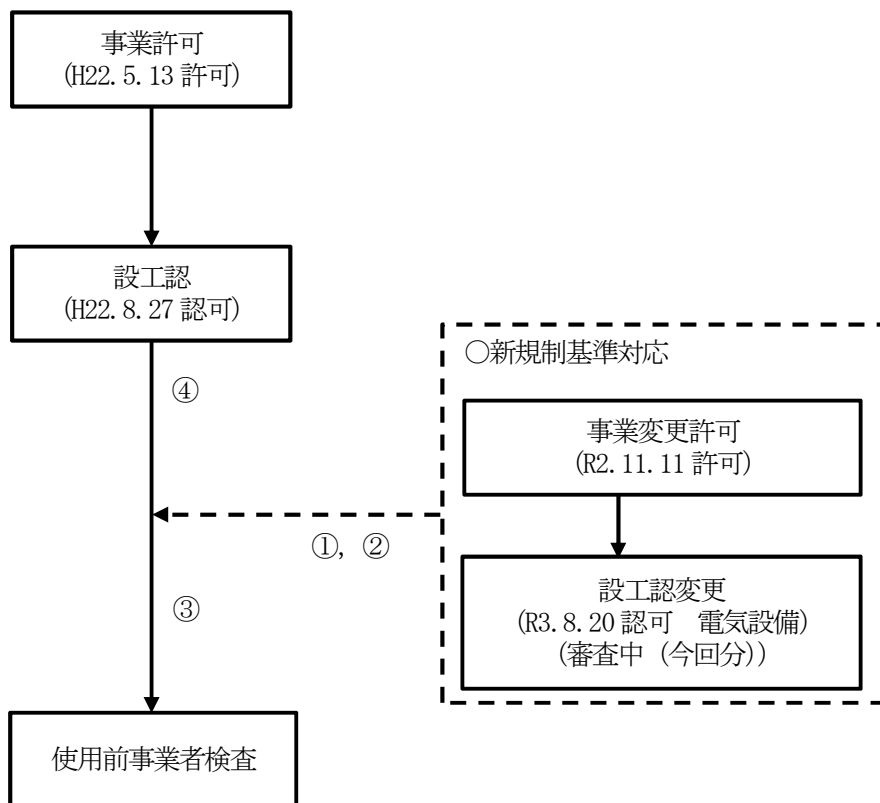 事業許可
(H22.5.13 許可)
設工認
(H22.8.27 認可)
④
○新規制基準対応
事業変更許可
(R2.11.11 許可)
①, ②
設工認変更
(R3.8.20 認可　電気設備)
(審査中（今回分）)
③
使用前事業者検査